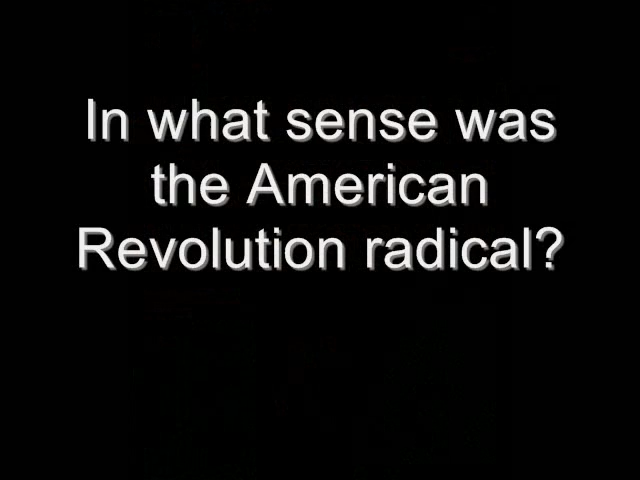 In what sense was
the American
Revolution radical?